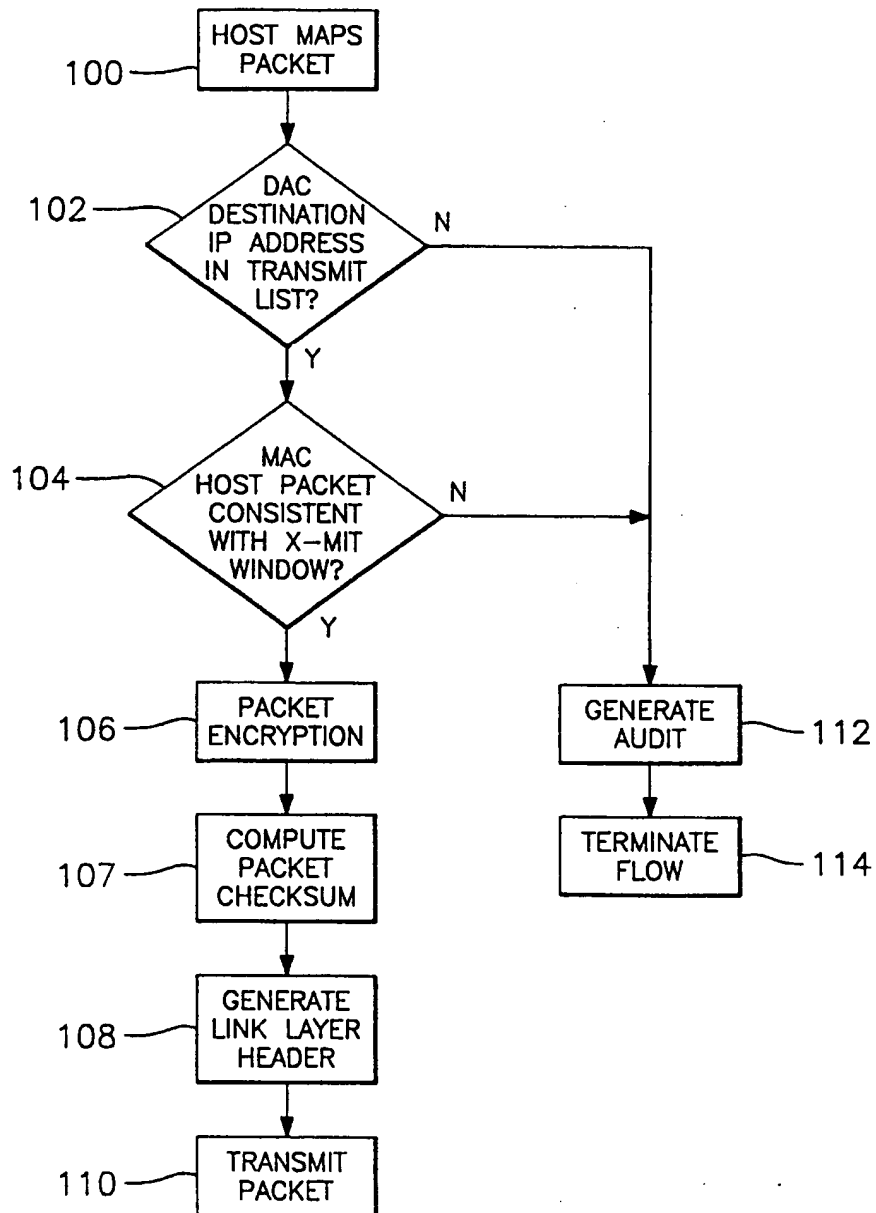 HOST MAPS
PACKET
100
DAC
DESTINATION
IP ADDRESS
IN TRANSMIT
LIST?
102
N
Y
MAC
HOST PACKET
CONSISTENT
WITH X-MIT
WINDOW?
104
N
Y
PACKET
ENCRYPTION
106
GENERATE
AUDIT
112
COMPUTE
PACKET
CHECKSUM
107
TERMINATE
FLOW
114
GENERATE
LINK LAYER
HEADER
108
TRANSMIT
PACKET
110